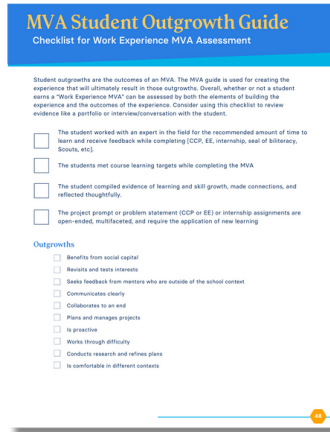 MVA Student Outgrowth Guide
Checklist for Work Experience MVA Assessment
Student outgrowths are the outcomes of an MVA. The MVA guide is used for creating the
experience that will ultimately result in those outgrowths. Overall, whether or not a student
earns a "Work Experience MVA" can be assessed by both the elements of building the
experience and the outcomes of the experience. Consider using this checklist to review
evidence like a portfolio or interview/conversation with the student.
The student worked with an expert in the field for the recommended amount of time to
learn and receive feedback while completing [CCP, EE, internship, seal of biliteracy,
Scouts, etc].
The students met course learning targets while completing the MVA
The student compiled evidence of learning and skill growth, made connections, and
reflected thoughtfully.
The project prompt or problem statement (CCP or EE) or internship assignments are
open-ended, multifaceted, and require the application of new learning
Outgrowths
Benefits from social capital
Revisits and tests interests
Seeks feedback from mentors who are outside of the school context
Communicates clearly
Collaborates to an end
Plans and manages projects
Is proactive
Works through difficulty
Conducts research and refines plans
Is comfortable in different contexts